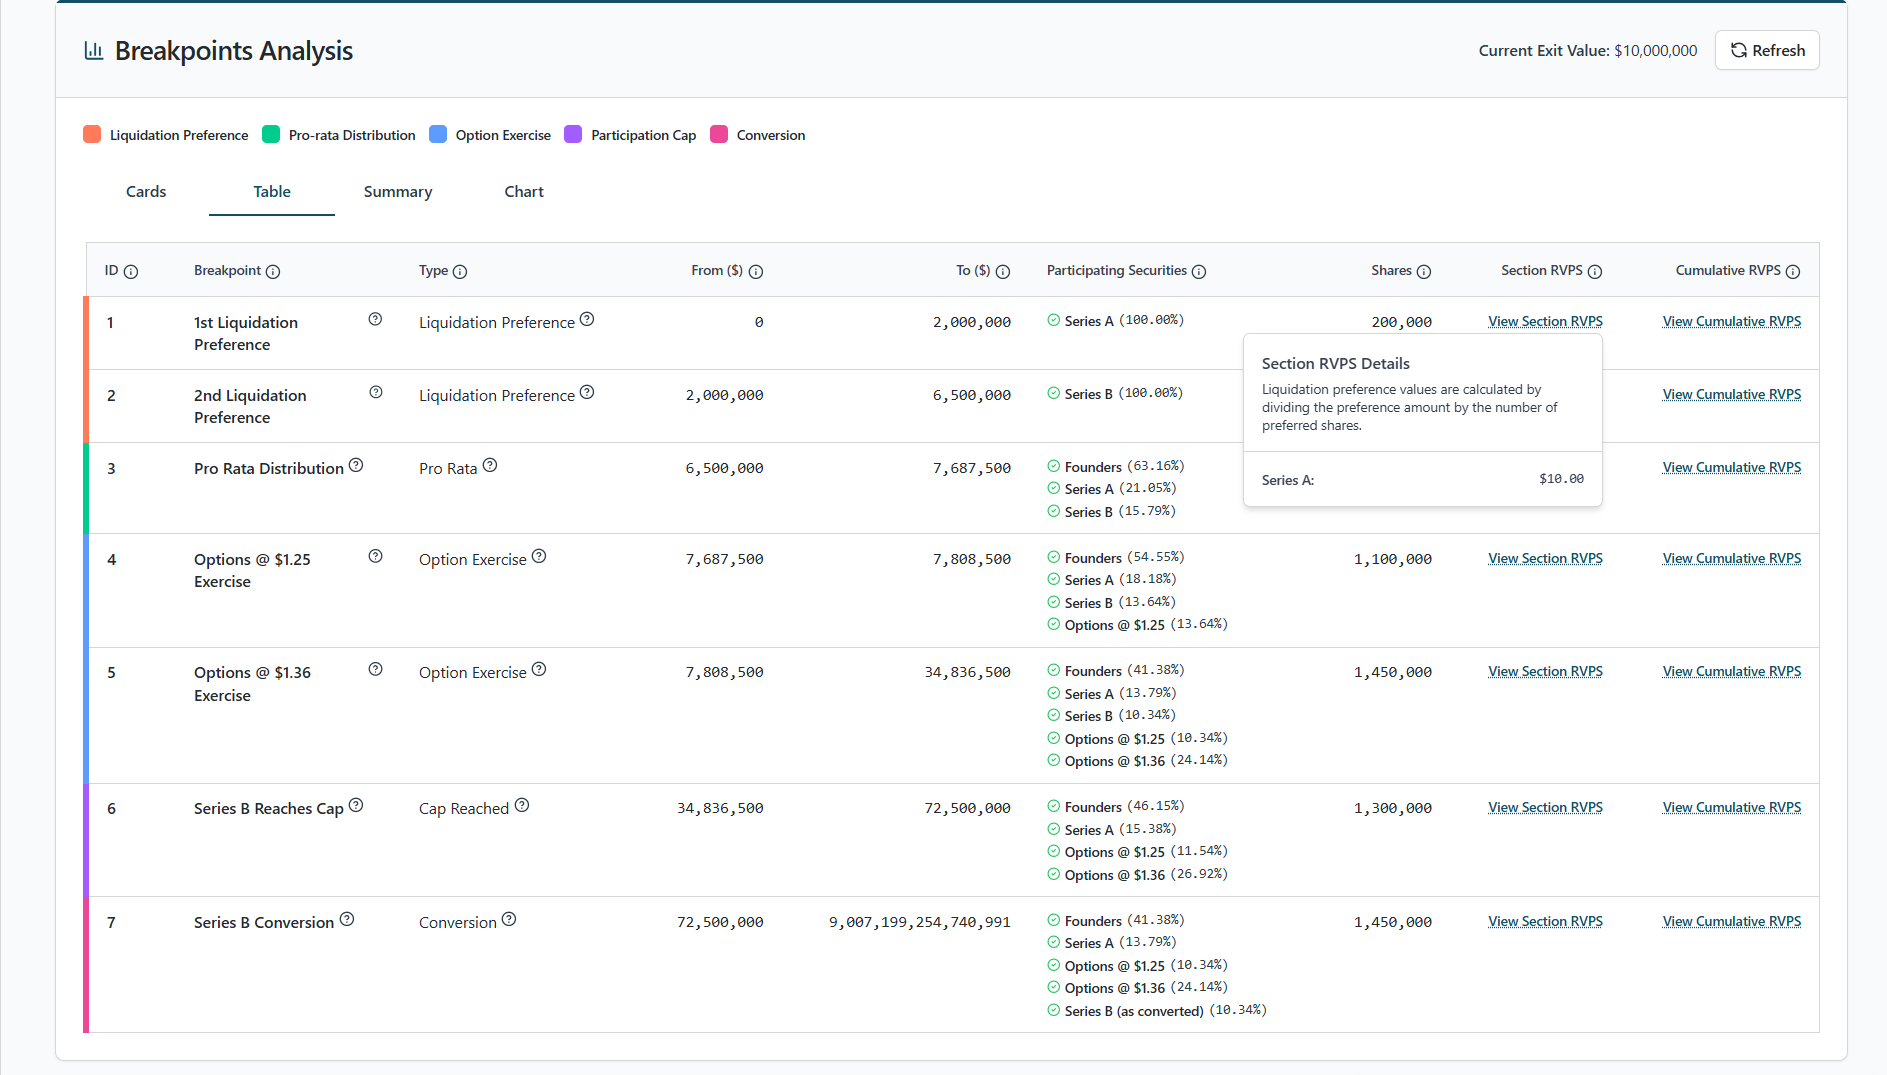 Breakpoints Analysis
Current Exit Value: $10,000,000
Refresh
Liquidation Preference
Pro-rata Distribution
Option Exercise
Participation Cap
Conversion
Cards
Table
Summary
Chart
ID
Breakpoint
Type
From ($)
To ($)
Participating Securities
Shares
Section RVPS
Cumulative RVPS
1
1st Liquidation
Preference
Liquidation Preference
0
2,000,000
Series A (100.00%)
200,000
View Section RVPS
View Cumulative RVPS
2
2nd Liquidation
Preference
Liquidation Preference
2,000,000
6,500,000
Series B (100.00%)
View Cumulative RVPS
Section RVPS Details
Liquidation preference values are calculated by
dividing the preference amount by the number of
preferred shares.
Series A:
$10.00
3
Pro Rata Distribution
Pro Rata
6,500,000
7,687,500
Founders (63.16%)
Series A (21.05%)
Series B (15.79%)
View Cumulative RVPS
4
Options @ $1.25
Exercise
Option Exercise
7,687,500
7,808,500
Founders (54.55%)
Series A (18.18%)
Series B (13.64%)
Options @ $1.25 (13.64%)
1,100,000
View Section RVPS
View Cumulative RVPS
5
Options @ $1.36
Exercise
Option Exercise
7,808,500
34,836,500
Founders (41.38%)
Series A (13.79%)
Series B (10.34%)
Options @ $1.25 (10.34%)
Options @ $1.36 (24.14%)
1,450,000
View Section RVPS
View Cumulative RVPS
6
Series B Reaches Cap
Cap Reached
34,836,500
72,500,000
Founders (46.15%)
Series A (15.38%)
Options @ $1.25 (11.54%)
Options @ $1.36 (26.92%)
1,300,000
View Section RVPS
View Cumulative RVPS
7
Series B Conversion
Conversion
72,500,000
9,007,199,254,740,991
Founders (41.38%)
Series A (13.79%)
Options @ $1.25 (10.34%)
Options @ $1.36 (24.14%)
Series B (as converted) (10.34%)
1,450,000
View Section RVPS
View Cumulative RVPS